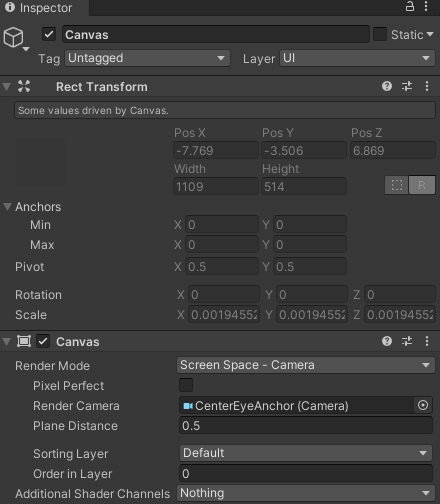 Inspector
Canvas
Static
Tag Untagged Layer UI
Rect Transform
Some values driven by Canvas.
Pos X Pos Y Pos Z
-7.769 -3.506 6.869
Width Height
1109 514
R
Anchors
Min X 0 Y 0
Max X 0 Y 0
Pivot X 0.5 Y 0.5
Rotation X 0 Y 0 Z 0
Scale X 0.00194552 Y 0.00194552 Z 0.00194552
Canvas
Render Mode Screen Space - Camera
Pixel Perfect
Render Camera CenterEyeAnchor (Camera)
Plane Distance 0.5
Sorting Layer Default
Order in Layer 0
Additional Shader Channels Nothing